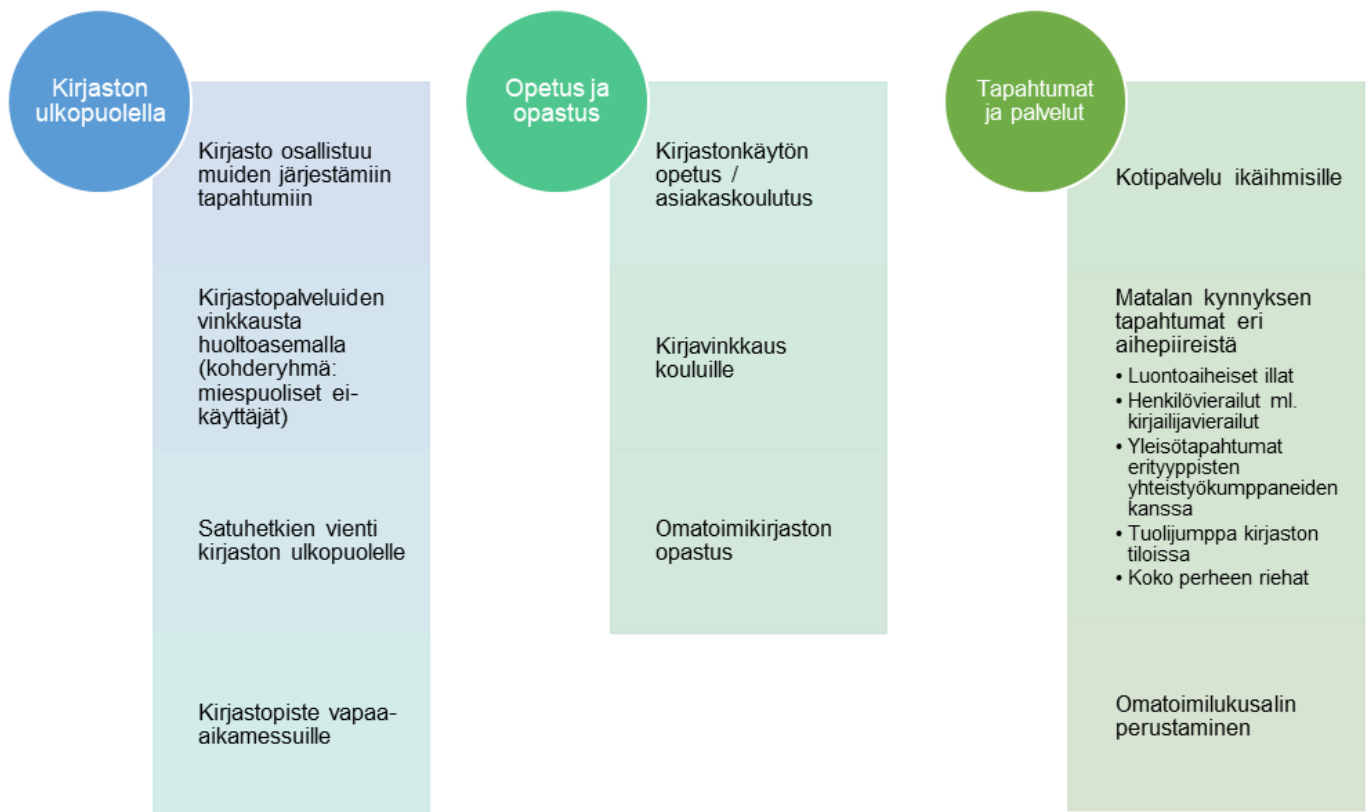 Kirjaston
ulkopuolella
Kirjasto osallistuu
muiden järjestämiin
tapahtumiin
Kirjastopalveluiden
vinkkausta
huoltoasemalla
(kohderyhmä:
miespuoliset ei-
käyttäjät)
Satuhetkien vienti
kirjaston ulkopuolelle
Kirjastopiste vapaa-
aikamessuille
Opetus ja
opastus
Kirjastonkäytön
opetus /
asiakaskoulutus
Kirjavinkkaus
kouluille
Omatoimikirjaston
opastus
Tapahtumat
ja palvelut
Kotipalvelu ikäihmisille
Matalan kynnyksen
tapahtumat eri
aihepiireistä
• Luontoaiheiset illat
• Henkilövierailut ml.
kirjailijavierailut
• Yleisötapahtumat
erityyppisten
yhteistyökumppaneiden
kanssa
• Tuolijumppa kirjaston
tiloissa
• Koko perheen riehat
Omatoimilukusalin
perustaminen